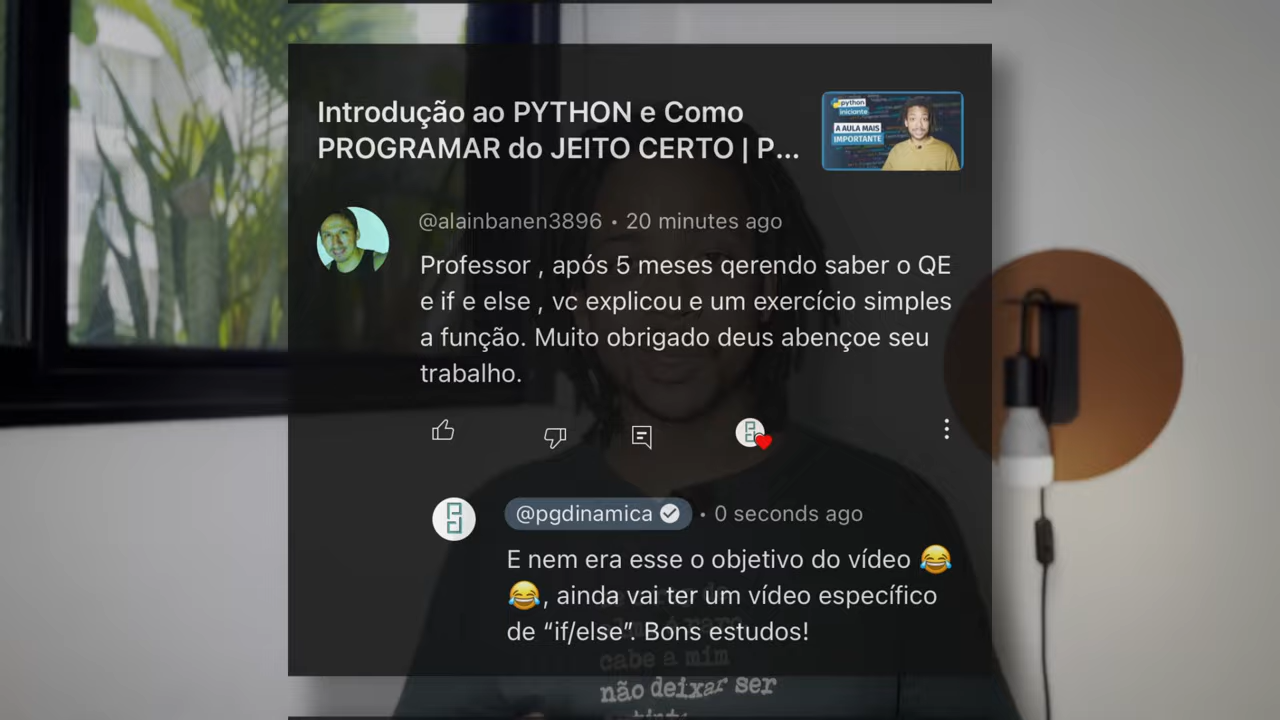 Introdução ao PYTHON e Como
PROGRAMAR do JEITO CERTO | P...
python
iniciante
A AULA MAIS
IMPORTANTE
@alainbanen3896 • 20 minutes ago
Professor , após 5 meses qerendo saber o QE
e if e else , vc explicou e um exercício simples
a função. Muito obrigado deus abençoe seu
trabalho.
@pgdinamica • 0 seconds ago
E nem era esse o objetivo do vídeo 😂
😂, ainda vai ter um vídeo específico
de “if/else”. Bons estudos!
cabe a mim
não deixar ser